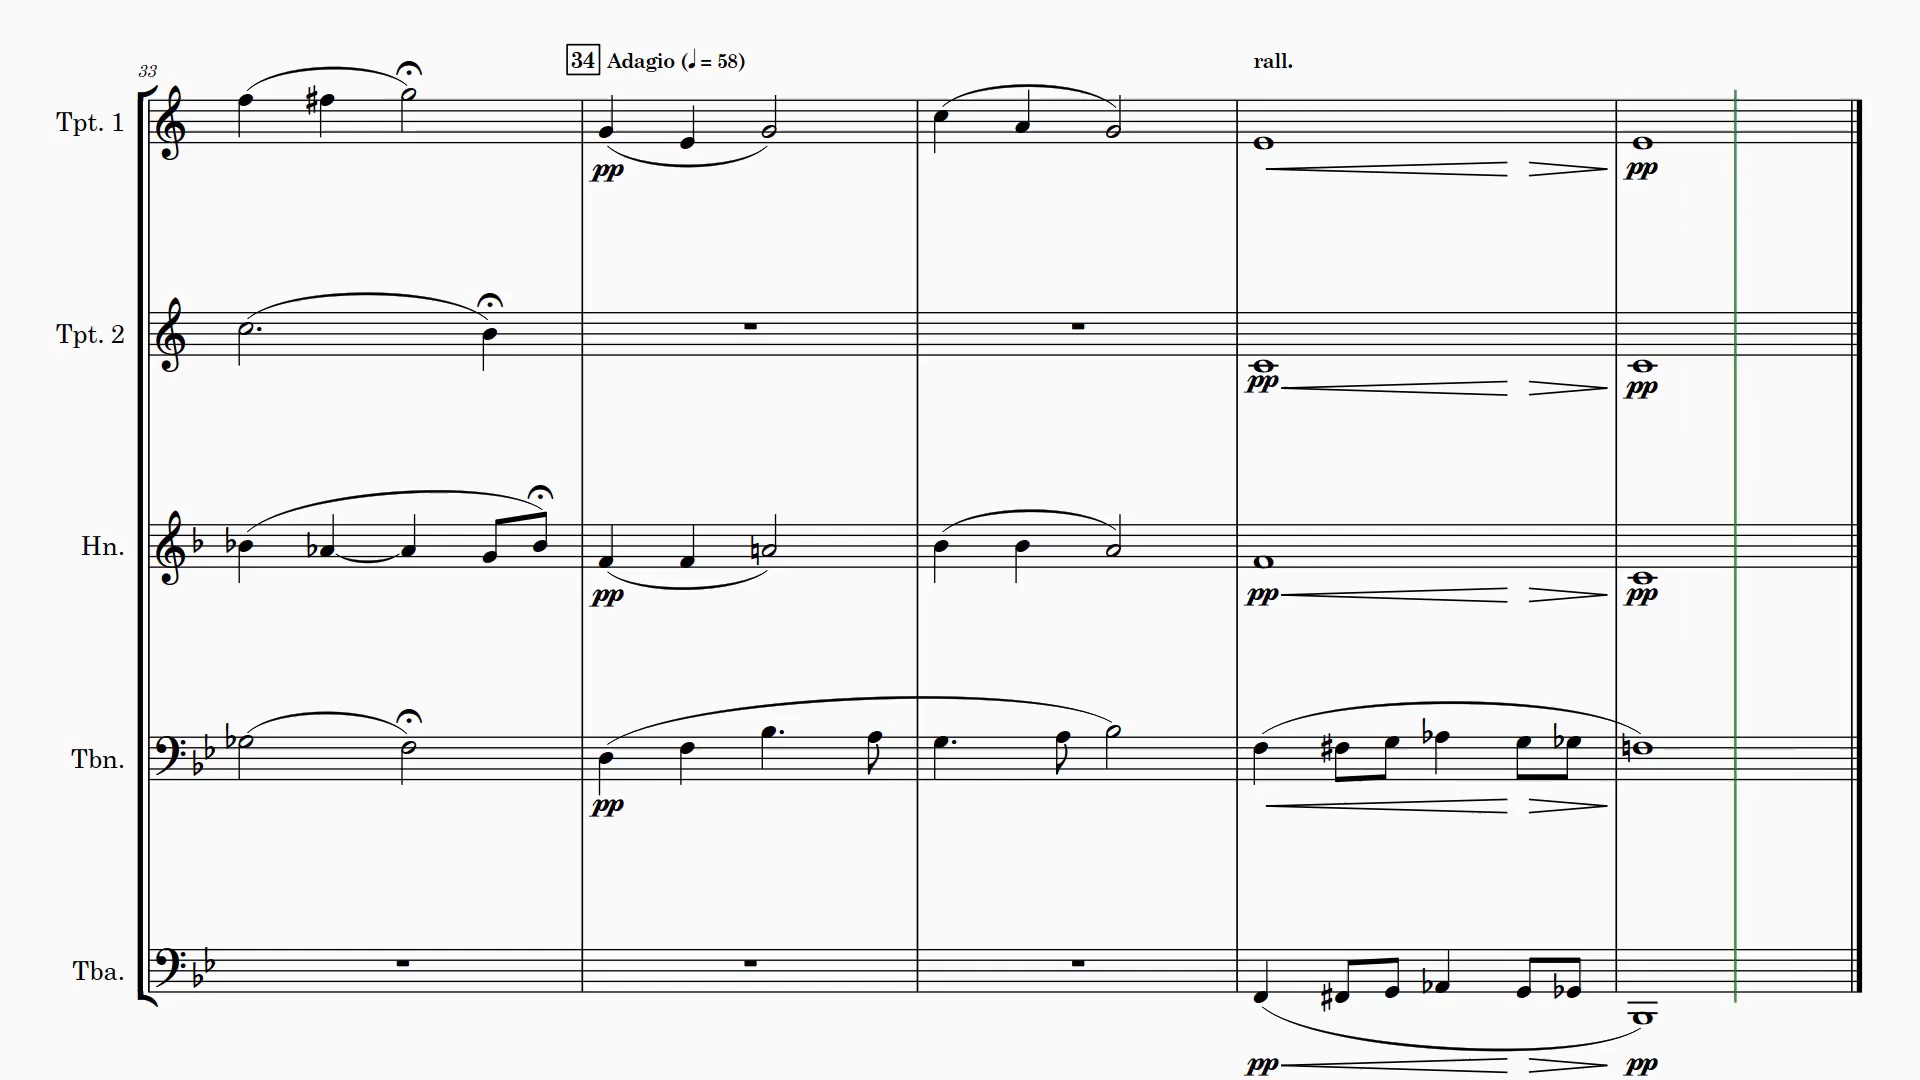 33
34 Adagio (♩ = 58)
rall.
Tpt. 1
pp
pp
Tpt. 2
pp
pp
Hn.
pp
pp
pp
Tbn.
pp
Tba.
pp
pp